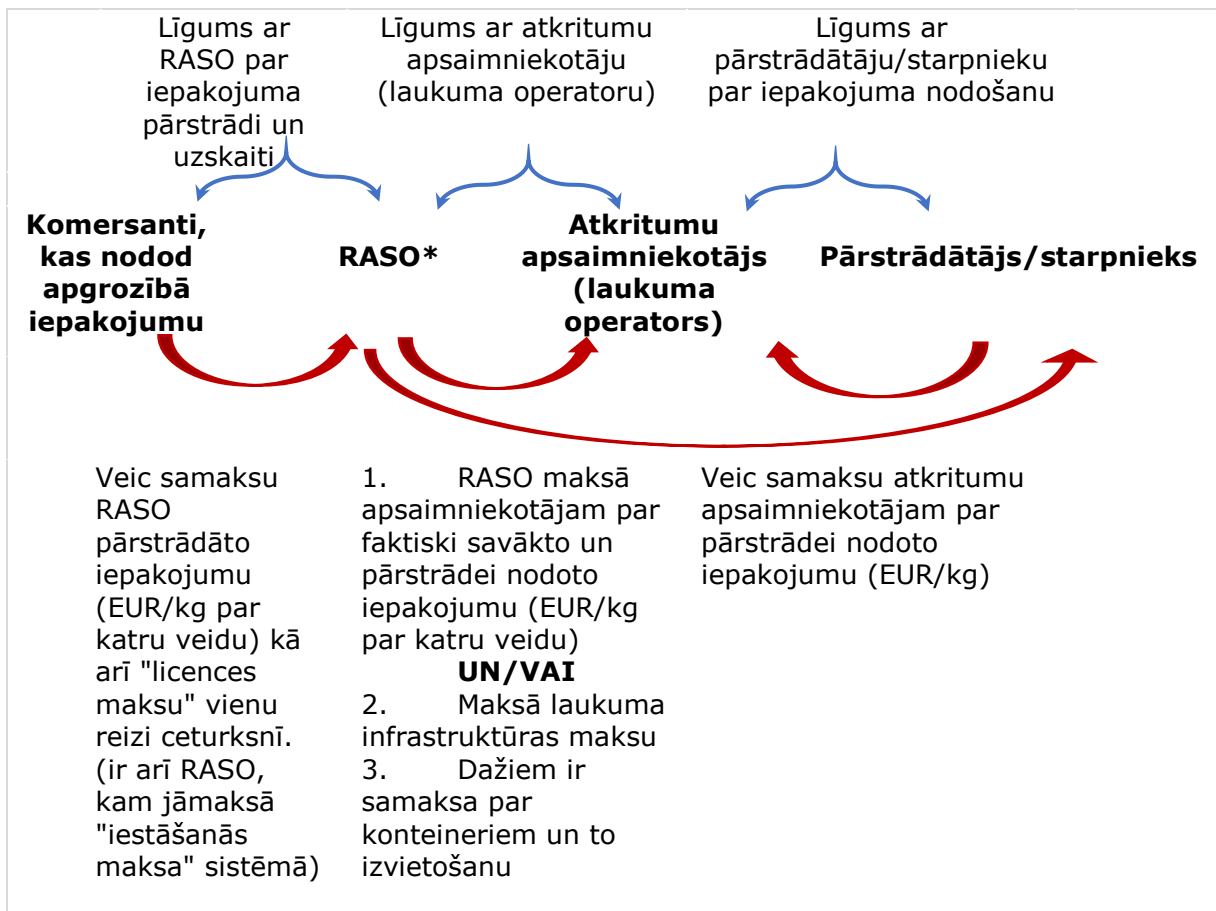 Līgums ar
RASO par
iepakojuma
pārstrādi un
uzskaiti
Līgums ar atkritumu
apsaimniekotāju
(laukuma operatoru)
Līgums ar
pārstrādātāju/starpnieku
par iepakojuma nodošanu
Komersanti,
kas nodod
apgrozībā
iepakojumu
RASO*
Atkritumu
apsaimniekotājs
(laukuma
operators)
Pārstrādātājs/starpnieks
Veic samaksu
RASO
pārstrādāto
iepakojumu
(EUR/kg par
katru veidu) kā
arī "licences
maksu" vienu
reizi ceturksnī.
(ir arī RASO,
kam jāmaksā
"iestāšanās
maksa" sistēmā)
1. RASO maksā
apsaimniekotājam par
faktiski savākto un
pārstrādei nodoto
iepakojumu (EUR/kg
par katru veidu)
UN/VAI
2. Maksā laukuma
infrastruktūras maksu
3. Dažiem ir
samaksa par
konteineriem un to
izvietošanu
Veic samaksu atkritumu
apsaimniekotājam par
pārstrādei nodoto
iepakojumu (EUR/kg)